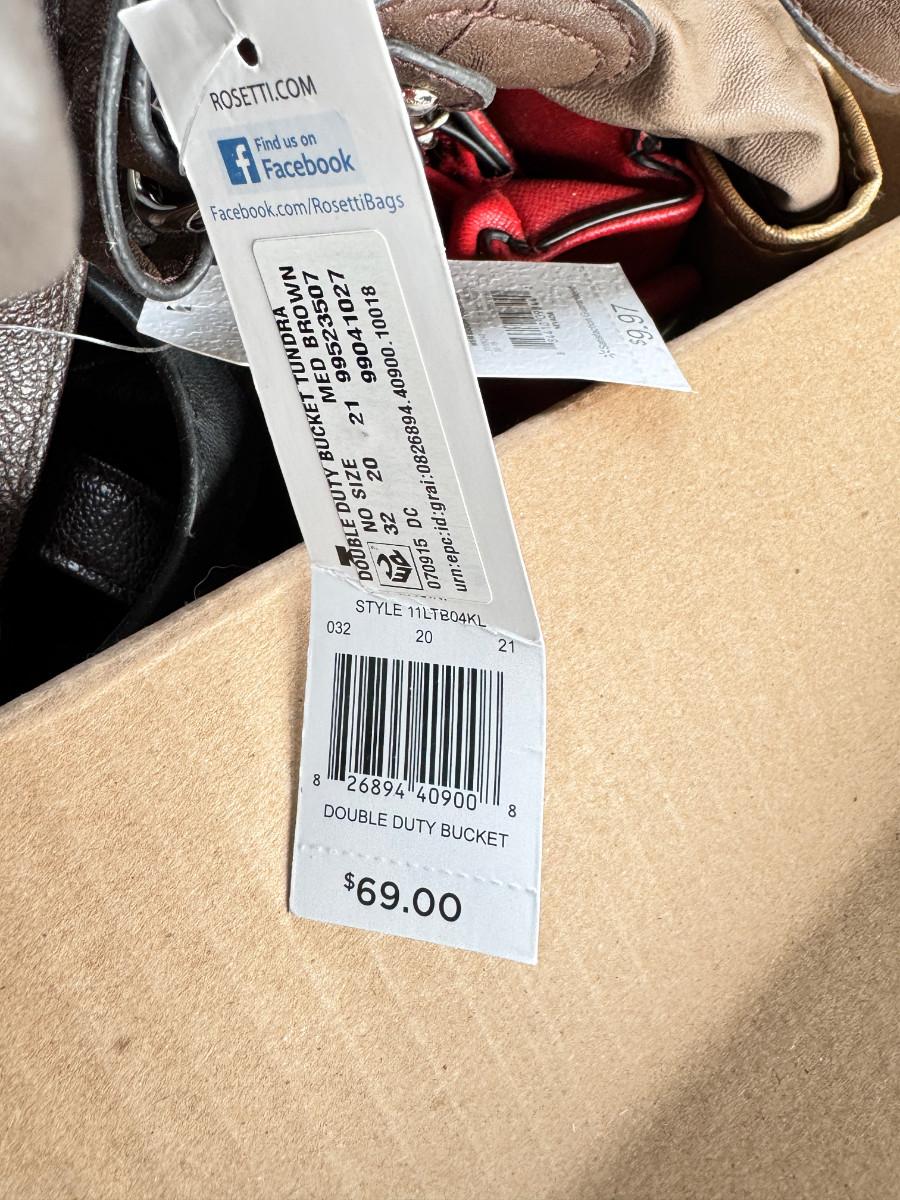 ROSETTI.COM
Find us on
Facebook
Facebook.com/RosettiBags
DOUBLE DUTY BUCKET TUNDRA
NO SIZE MED BROWN
32 20 21 99523507
99041027
070915 DC
urn:epc:id:grai:0826894.40900.10018
STYLE 11LTB04KL
032 20 21
8 26894 40900 8
DOUBLE DUTY BUCKET
$69.00
$9.97